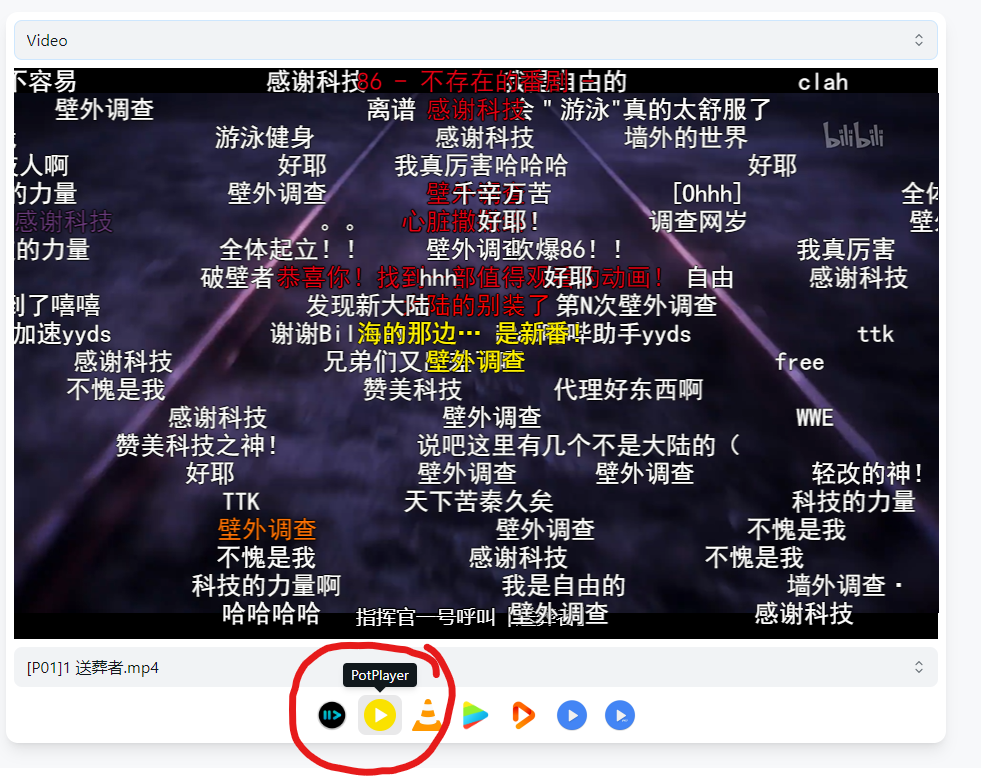 Video
不容易 感谢科技 86 - 不存在的番剧 - 是自由的 clah
壁外调查 离谱 感谢科技 会"游泳"真的太舒服了
游泳健身 感谢科技 墙外的世界 bilibili
人啊 好耶 我真厉害哈哈哈 好耶
的力量 壁外调查 千辛万苦 [Ohhh] 全体
感谢科技 。。 心脏 好耶! 调查网岁 壁
的力量 全体起立!! 壁外调查 吹爆86!! 我真厉害
破壁者 恭喜你!找到 hhh 部值得观 好耶 的动画! 自由 感谢科技
到了嘻嘻 发现新大陆 陆的别装了 第N次壁外调查
加速yyds 谢谢Bil 海的那边… 是新番! 哔助手yyds ttk
感谢科技 兄弟们又 壁外调查 free
不愧是我 赞美科技 代理好东西啊
感谢科技 壁外调查 WWE
赞美科技之神! 说吧这里有几个不是大陆的(
好耶 壁外调查 壁外调查 轻改的神!
TTK 天下苦秦久矣 科技的力量
壁外调查 壁外调查 不愧是我
不愧是我 感谢科技 不愧是我
科技的力量啊 我是自由的 墙外调查·
哈哈哈哈 指挥官一号呼叫 壁外调查 感谢科技
[P01]1 送葬者.mp4
PotPlayer